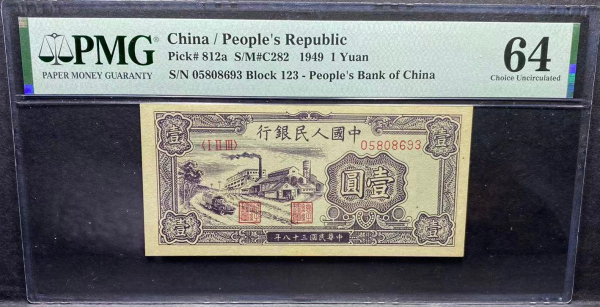 PMG
PAPER MONEY GUARANTY
China / People's Republic
Pick# 812a S/M#C282 1949 1 Yuan
S/N 05808693 Block 123 - People's Bank of China
64
Choice Uncirculated
壹
行銀民人國中
壹
〈I II III〉
05808693
圓壹
壹
年八十三國民華中
壹